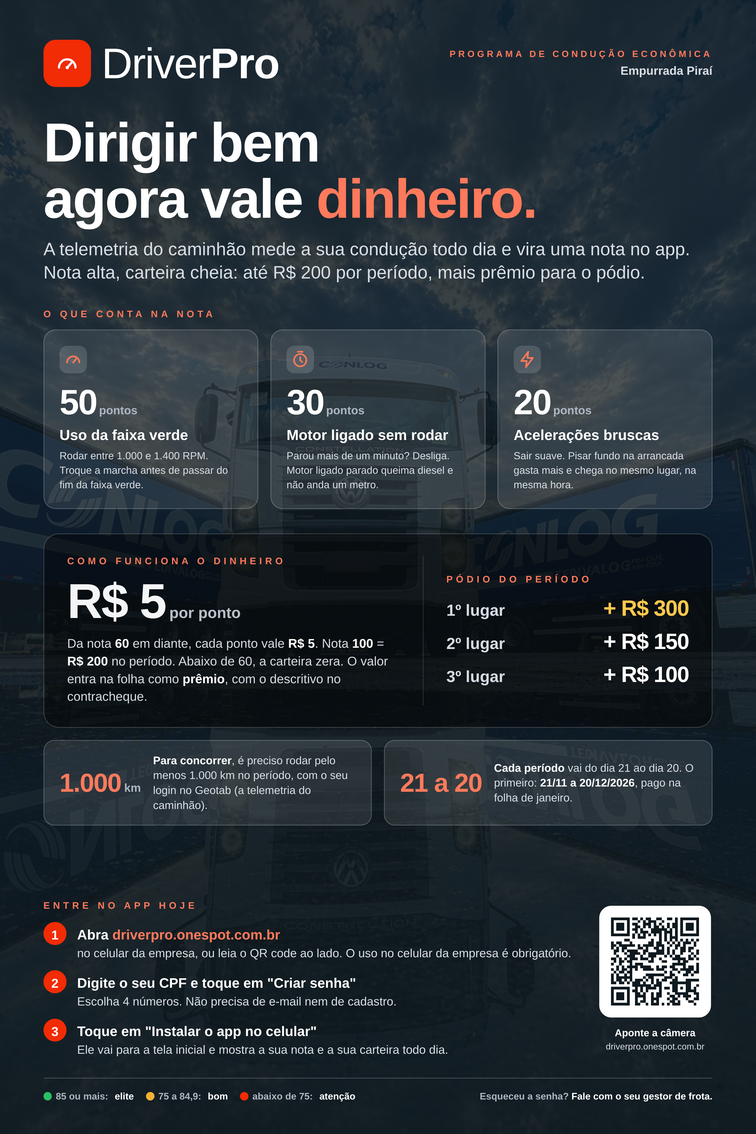 DriverPro
PROGRAMA DE CONDUÇÃO ECONÔMICA
Empurrada Piraí
Dirigir bem
agora vale dinheiro.
A telemetria do caminhão mede a sua condução todo dia e vira uma nota no app.
Nota alta, carteira cheia: até R$ 200 por período, mais prêmio para o pódio.
O QUE CONTA NA NOTA
50 pontos
Uso da faixa verde
Rodar entre 1.000 e 1.400 RPM.
Troque a marcha antes de passar do
fim da faixa verde.
CONLOG
30 pontos
Motor ligado sem rodar
Parou mais de um minuto? Desliga.
Motor ligado parado queima diesel e
não anda um metro.
20 pontos
Acelerações bruscas
Sair suave. Pisar fundo na arrancada
gasta mais e chega no mesmo lugar, na
mesma hora.
CONSTELLATION
CONLOG
CONLOG
COMO FUNCIONA O DINHEIRO
R$ 5 por ponto
Da nota 60 em diante, cada ponto vale R$ 5. Nota 100 =
R$ 200 no período. Abaixo de 60, a carteira zera. O valor
entra na folha como prêmio, com o descritivo no
contracheque.
PÓDIO DO PERÍODO
1º lugar + R$ 300
2º lugar + R$ 150
3º lugar + R$ 100
1.000 km
Para concorrer, é preciso rodar pelo
menos 1.000 km no período, com o seu
login no Geotab (a telemetria do
caminhão).
21 a 20
Cada período vai do dia 21 ao dia 20. O
primeiro: 21/11 a 20/12/2026, pago na
folha de janeiro.
ENTRE NO APP HOJE
1 Abra driverpro.onespot.com.br
no celular da empresa, ou leia o QR code ao lado. O uso no celular da empresa é obrigatório.
2 Digite o seu CPF e toque em "Criar senha"
Escolha 4 números. Não precisa de e-mail nem de cadastro.
3 Toque em "Instalar o app no celular"
Ele vai para a tela inicial e mostra a sua nota e a sua carteira todo dia.
Aponte a câmera
driverpro.onespot.com.br
85 ou mais: elite 75 a 84,9: bom abaixo de 75: atenção
Esqueceu a senha? Fale com o seu gestor de frota.